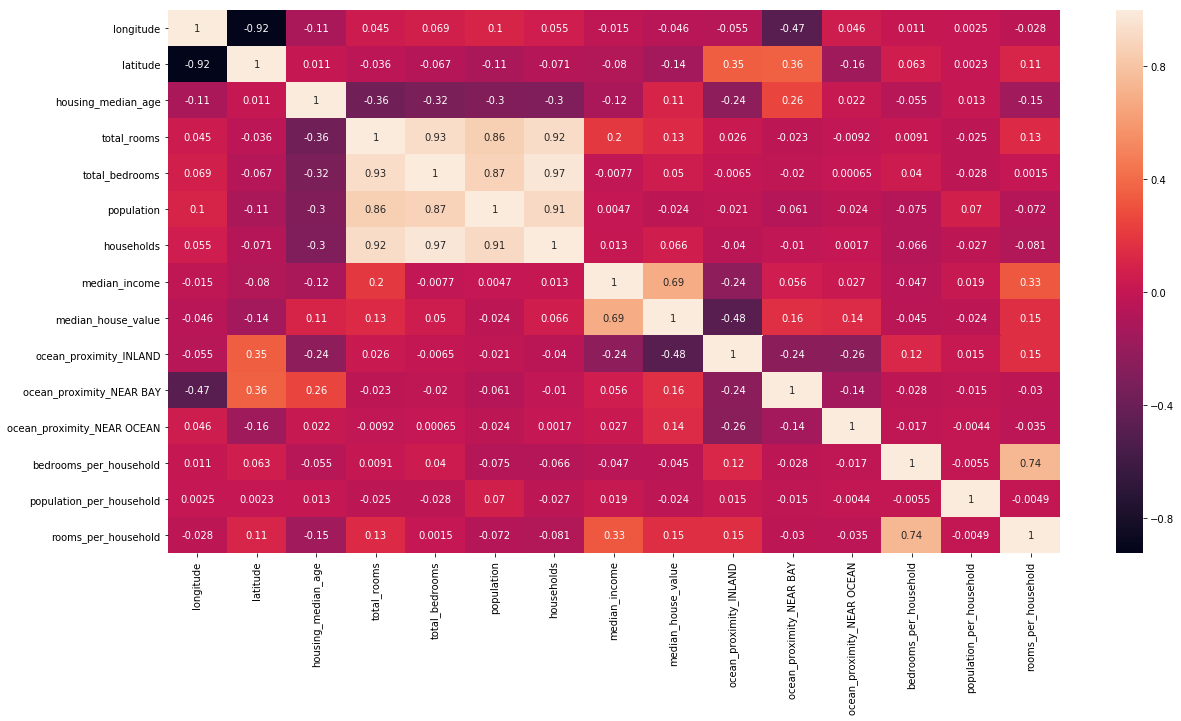 longitude 1 -0.92 -0.11 0.045 0.069 0.1 0.055 -0.015 -0.046 -0.055 -0.47 0.046 0.011 0.0025 -0.028
latitude -0.92 1 0.011 -0.036 -0.067 -0.11 -0.071 -0.08 -0.14 0.35 0.36 -0.16 0.063 0.0023 0.11
housing_median_age -0.11 0.011 1 -0.36 -0.32 -0.3 -0.3 -0.12 0.11 -0.24 0.26 0.022 -0.055 0.013 -0.15
total_rooms 0.045 -0.036 -0.36 1 0.93 0.86 0.92 0.2 0.13 0.026 -0.023 -0.0092 0.0091 -0.025 0.13
total_bedrooms 0.069 -0.067 -0.32 0.93 1 0.87 0.97 -0.0077 0.05 -0.0065 -0.02 0.00065 0.04 -0.028 0.0015
population 0.1 -0.11 -0.3 0.86 0.87 1 0.91 0.0047 -0.024 -0.021 -0.061 -0.024 -0.075 0.07 -0.072
households 0.055 -0.071 -0.3 0.92 0.97 0.91 1 0.013 0.066 -0.04 -0.01 0.0017 -0.066 -0.027 -0.081
median_income -0.015 -0.08 -0.12 0.2 -0.0077 0.0047 0.013 1 0.69 -0.24 0.056 0.027 -0.047 0.019 0.33
median_house_value -0.046 -0.14 0.11 0.13 0.05 -0.024 0.066 0.69 1 -0.48 0.16 0.14 -0.045 -0.024 0.15
ocean_proximity_INLAND -0.055 0.35 -0.24 0.026 -0.0065 -0.021 -0.04 -0.24 -0.48 1 -0.24 -0.26 0.12 0.015 0.15
ocean_proximity_NEAR BAY -0.47 0.36 0.26 -0.023 -0.02 -0.061 -0.01 0.056 0.16 -0.24 1 -0.14 -0.028 -0.015 -0.03
ocean_proximity_NEAR OCEAN 0.046 -0.16 0.022 -0.0092 0.00065 -0.024 0.0017 0.027 0.14 -0.26 -0.14 1 -0.017 -0.0044 -0.035
bedrooms_per_household 0.011 0.063 -0.055 0.0091 0.04 -0.075 -0.066 -0.047 -0.045 0.12 -0.028 -0.017 1 -0.0055 0.74
population_per_household 0.0025 0.0023 0.013 -0.025 -0.028 0.07 -0.027 0.019 -0.024 0.015 -0.015 -0.0044 -0.0055 1 -0.0049
rooms_per_household -0.028 0.11 -0.15 0.13 0.0015 -0.072 -0.081 0.33 0.15 0.15 -0.03 -0.035 0.74 -0.0049 1
longitude
latitude
housing_median_age
total_rooms
total_bedrooms
population
households
median_income
median_house_value
ocean_proximity_INLAND
ocean_proximity_NEAR BAY
ocean_proximity_NEAR OCEAN
bedrooms_per_household
population_per_household
rooms_per_household
0.8
0.4
0.0
-0.4
-0.8